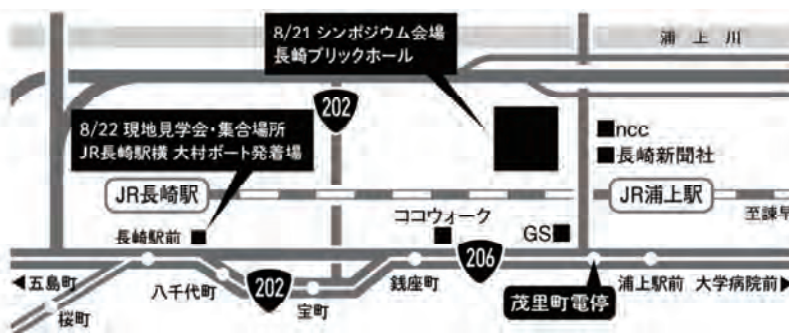 8/21 シンポジウム会場
長崎ブリックホール
浦上川
202
8/22 現地見学会・集合場所
JR長崎駅横 大村ボート発着場
■ncc
■長崎新聞社
JR長崎駅
JR浦上駅
至諫早
長崎駅前
ココウォーク
GS
206
◀五島町
桜町
八千代町
202
宝町
銭座町
茂里町電停
浦上駅前
大学病院前▶